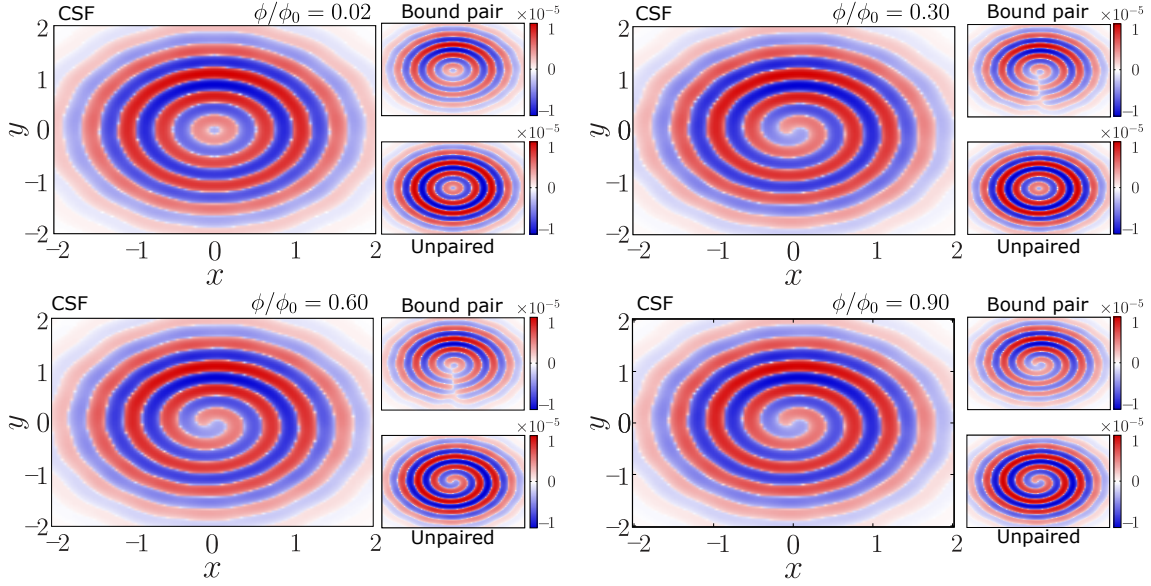 CSF ϕ/ϕ₀ = 0.02
Bound pair
×10⁻⁵
1
0
−1
×10⁻⁵
1
0
−1
Unpaired
y
2
1
0
−1
−2
−2 −1 0 1 2
x
CSF ϕ/ϕ₀ = 0.30
Bound pair
×10⁻⁵
1
0
−1
×10⁻⁵
1
0
−1
Unpaired
y
2
1
0
−1
−2
−2 −1 0 1 2
x
CSF ϕ/ϕ₀ = 0.60
Bound pair
×10⁻⁵
1
0
−1
×10⁻⁵
1
0
−1
Unpaired
y
2
1
0
−1
−2
−2 −1 0 1 2
x
CSF ϕ/ϕ₀ = 0.90
Bound pair
×10⁻⁵
1
0
−1
×10⁻⁵
1
0
−1
Unpaired
y
2
1
0
−1
−2
−2 −1 0 1 2
x